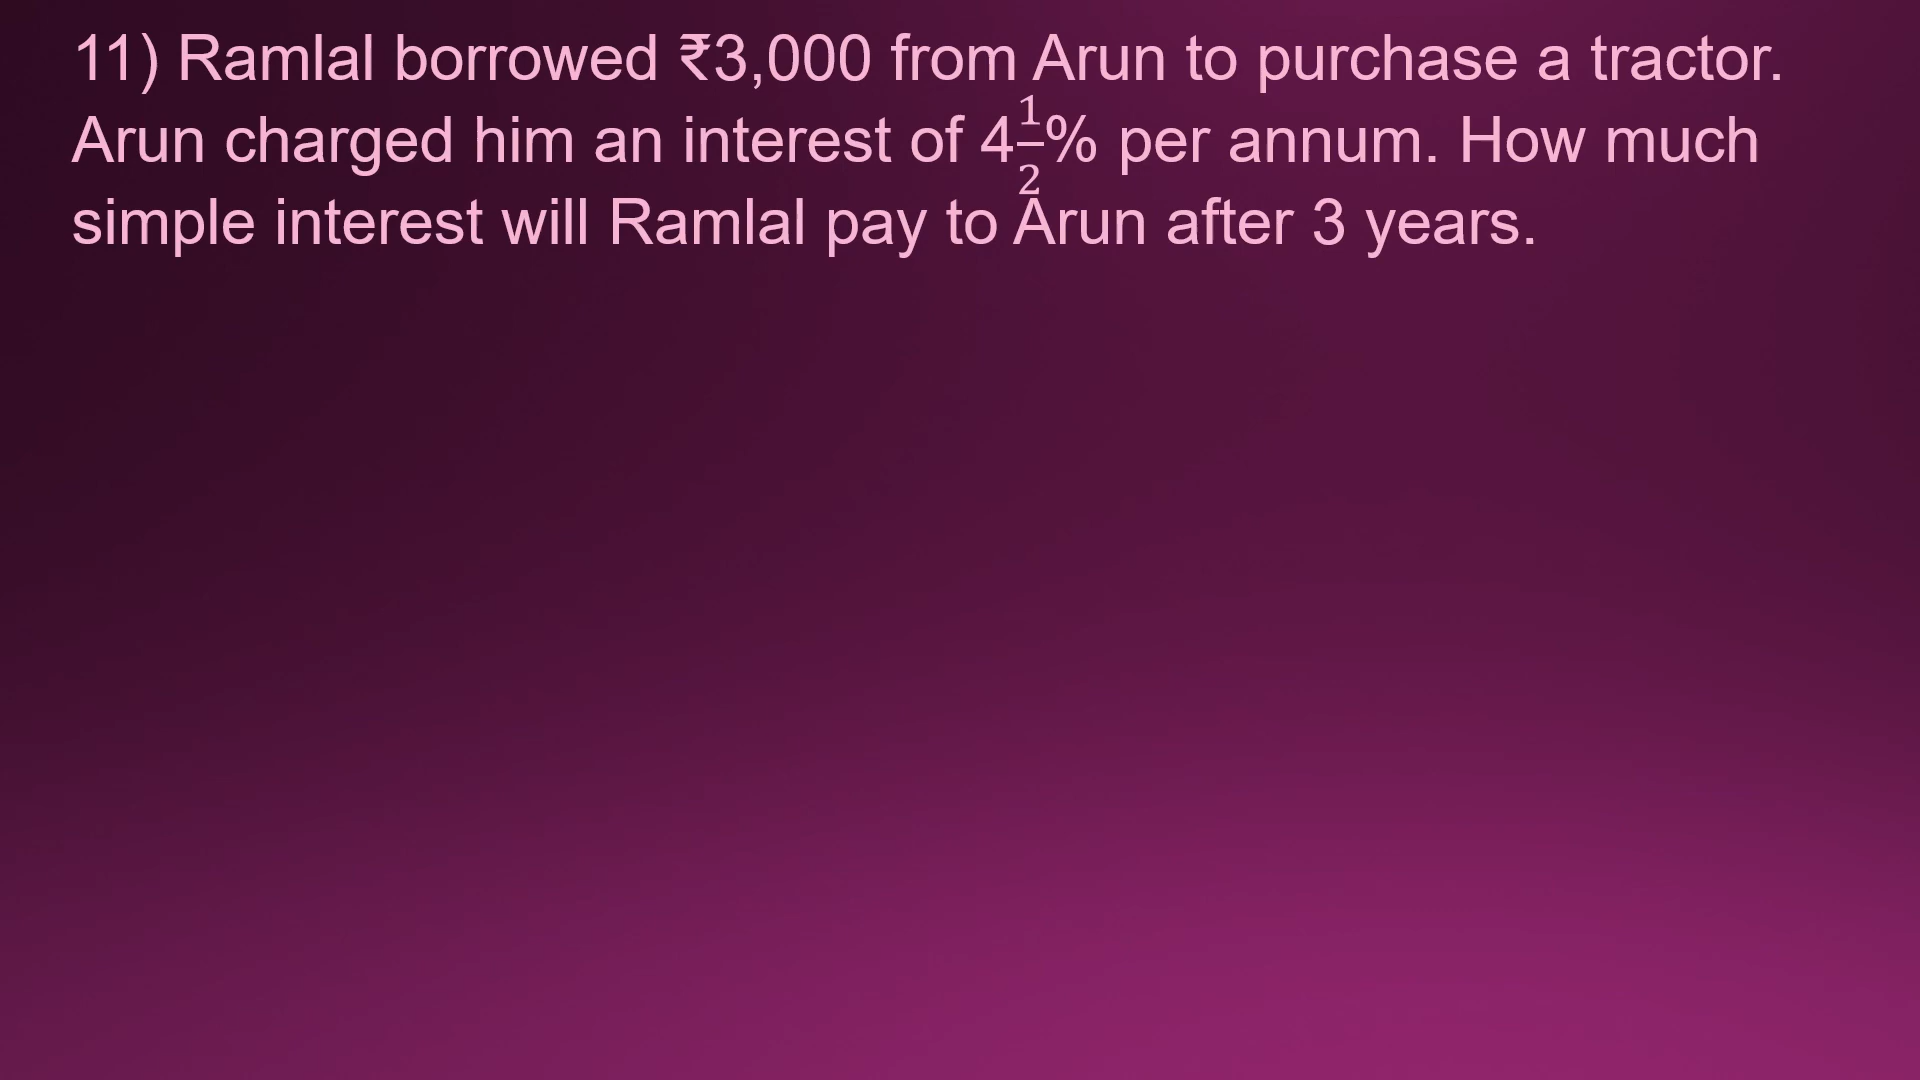 11) Ramlal borrowed ₹3,000 from Arun to purchase a tractor.
Arun charged him an interest of 4½% per annum. How much
simple interest will Ramlal pay to Arun after 3 years.